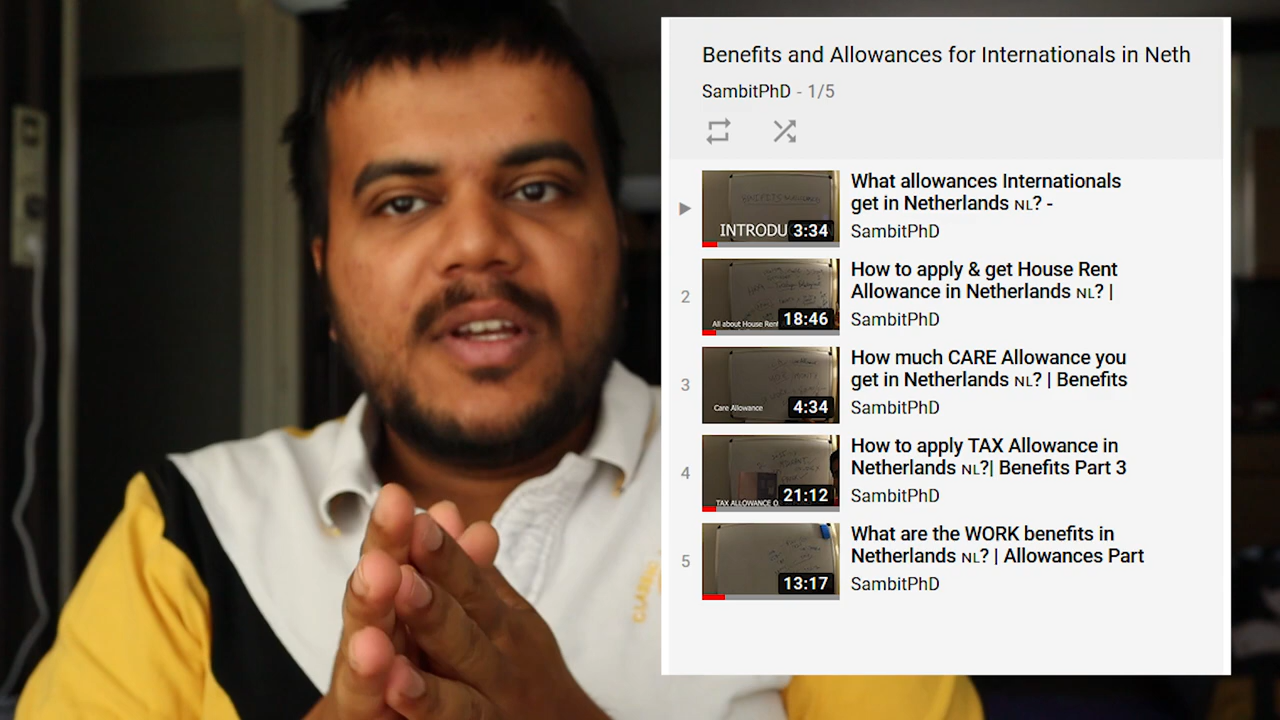 Benefits and Allowances for Internationals in Neth
SambitPhD - 1/5
What allowances Internationals
get in Netherlands NL? -
SambitPhD
INTRODU
3:34
2
How to apply & get House Rent
Allowance in Netherlands NL? |
SambitPhD
All about House Rent
18:46
3
How much CARE Allowance you
get in Netherlands NL? | Benefits
SambitPhD
Care Allowance
4:34
4
How to apply TAX Allowance in
Netherlands NL?| Benefits Part 3
SambitPhD
TAX ALLOWANCE O
21:12
5
What are the WORK benefits in
Netherlands NL? | Allowances Part
SambitPhD
13:17
CLASSIC